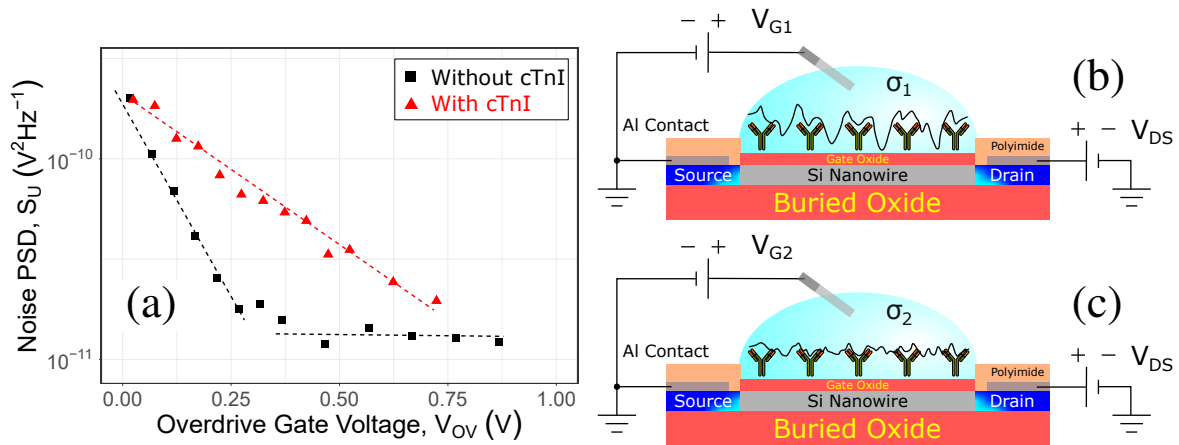 Noise PSD, S_U (V²Hz⁻¹)
10⁻¹⁰
10⁻¹¹
Without cTnI
With cTnI
(a)
0.00 0.25 0.50 0.75 1.00
Overdrive Gate Voltage, V_OV (V)
− + V_G1
(b)
σ₁
Al Contact
+ − V_DS
Polyimide
Gate Oxide
Source Si Nanowire Drain
Buried Oxide
− + V_G2
(c)
σ₂
Al Contact
+ − V_DS
Polyimide
Gate Oxide
Source Si Nanowire Drain
Buried Oxide